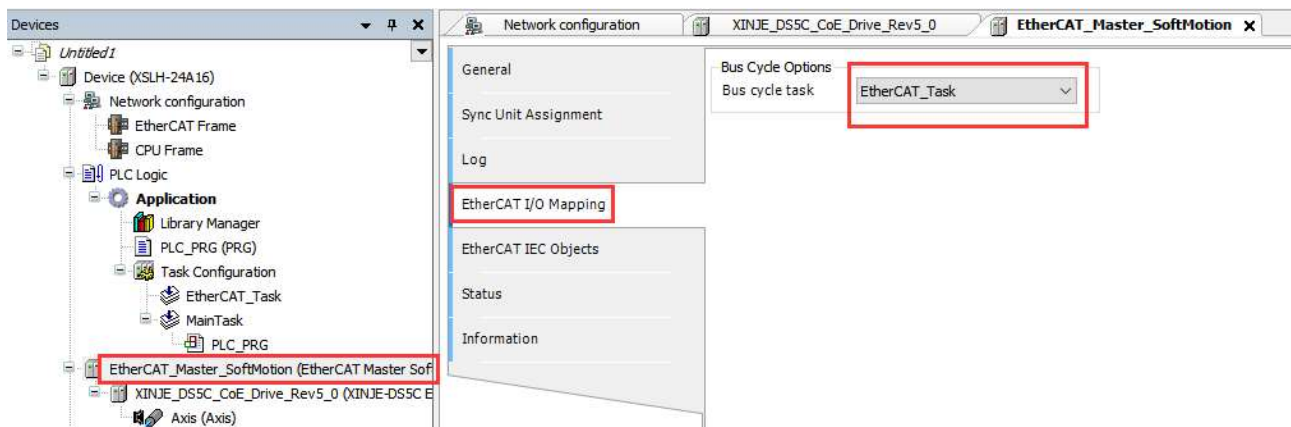 Devices
Untitled1
Device (XSLH-24A16)
Network configuration
EtherCAT Frame
CPU Frame
PLC Logic
Application
Library Manager
PLC_PRG (PRG)
Task Configuration
EtherCAT_Task
MainTask
PLC_PRG
EtherCAT_Master_SoftMotion (EtherCAT Master Sof
XINJE_DS5C_CoE_Drive_Rev5_0 (XINJE-DS5C E
Axis (Axis)
Network configuration XINJE_DS5C_CoE_Drive_Rev5_0 EtherCAT_Master_SoftMotion
General
Sync Unit Assignment
Log
EtherCAT I/O Mapping
EtherCAT IEC Objects
Status
Information
Bus Cycle Options
Bus cycle task EtherCAT_Task